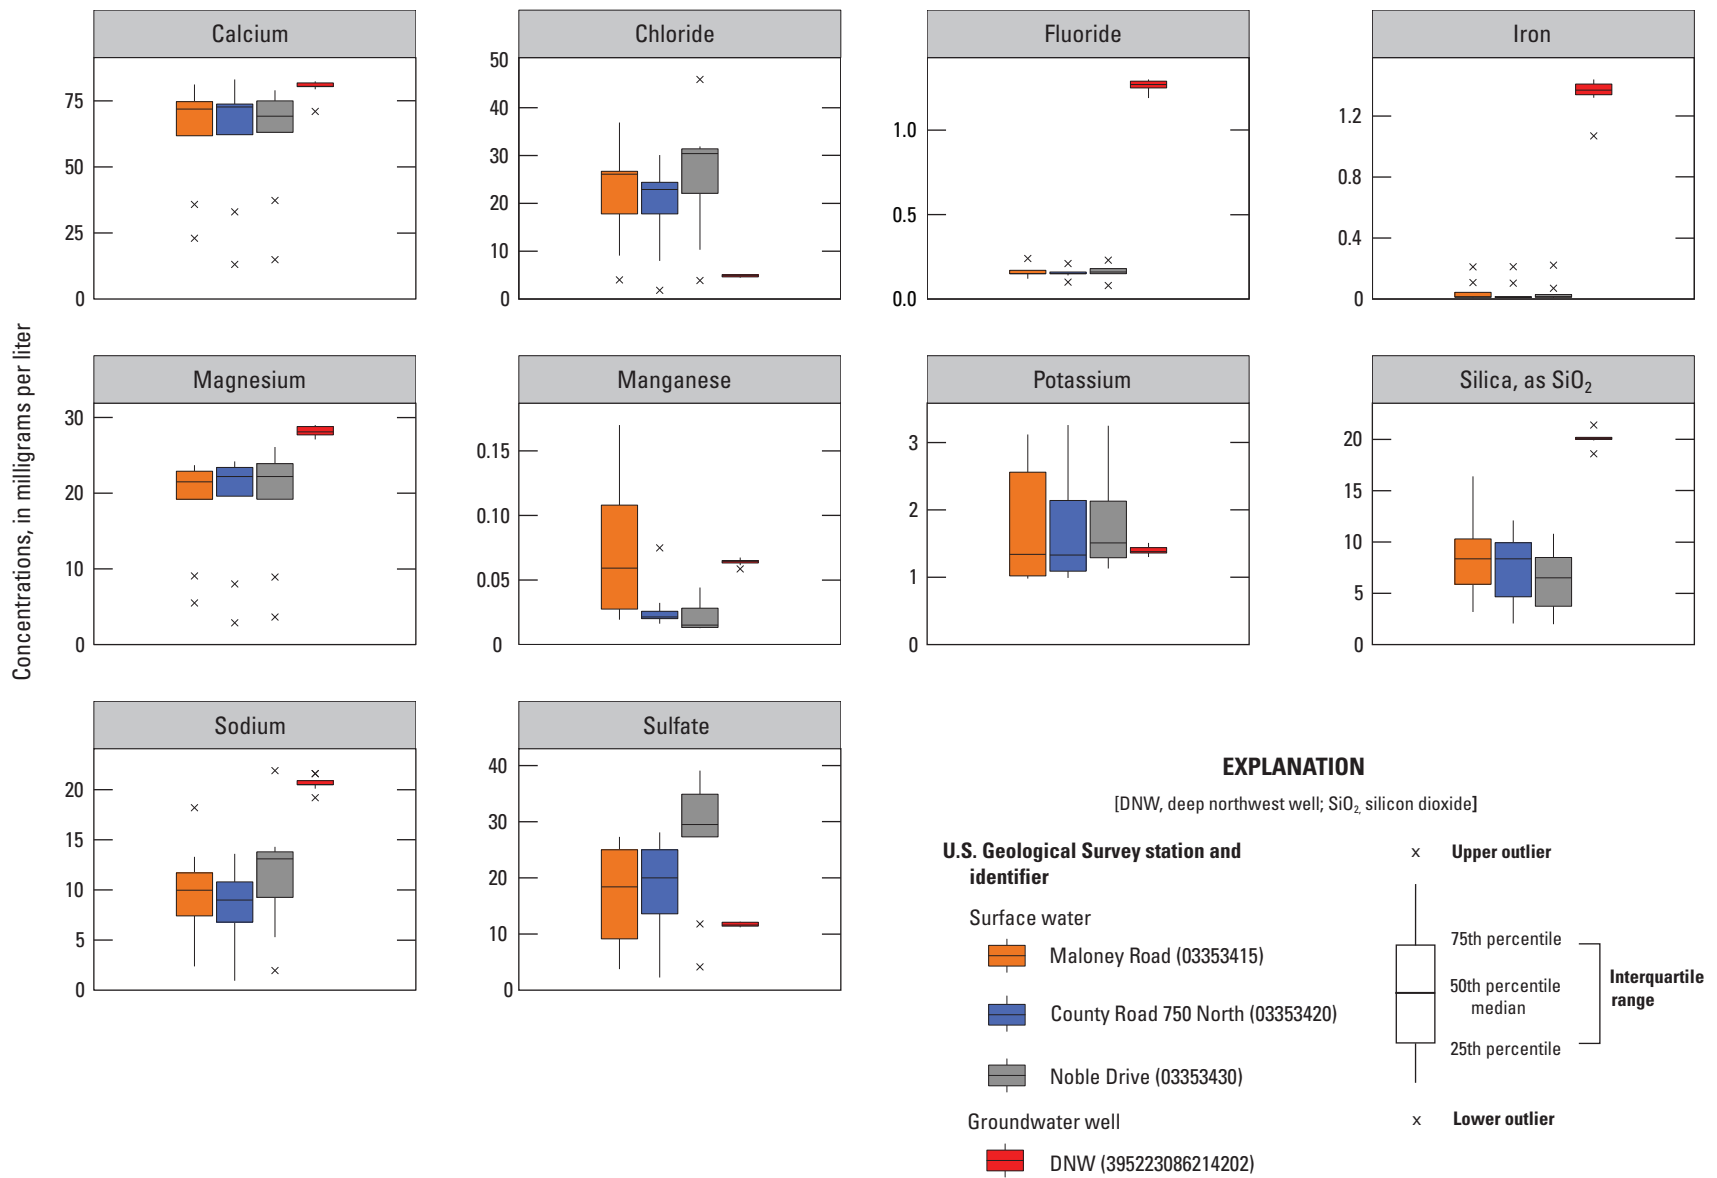 Concentrations, in milligrams per liter
Calcium
75
50
25
0
Chloride
50
40
30
20
10
0
Fluoride
1.0
0.5
0.0
Iron
1.2
0.8
0.4
0
Magnesium
30
20
10
0
Manganese
0.15
0.10
0.05
0
Potassium
3
2
1
0
Silica, as SiO₂
20
15
10
5
0
Sodium
20
15
10
5
0
Sulfate
40
30
20
10
0
EXPLANATION
[DNW, deep northwest well; SiO₂, silicon dioxide]
U.S. Geological Survey station and
identifier
Surface water
Maloney Road (03353415)
County Road 750 North (03353420)
Noble Drive (03353430)
Groundwater well
DNW (395223086214202)
x Upper outlier
75th percentile
50th percentile
median
25th percentile
Interquartile
range
x Lower outlier